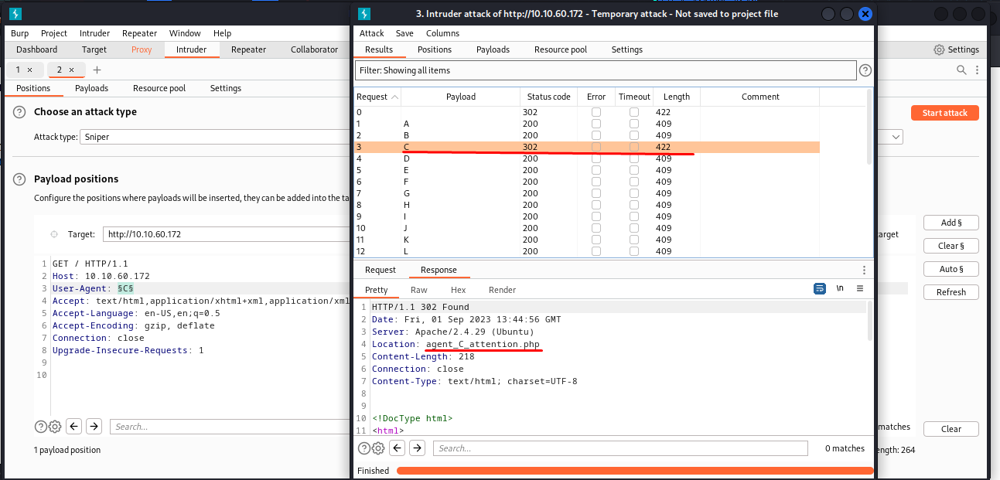 Burp Project Intruder Repeater Window Help
Dashboard Target Proxy Intruder Repeater Collaborator
Settings
1 × 2 × +
Positions Payloads Resource pool Settings
? Choose an attack type
Start attack
Attack type: Sniper
? Payload positions
Configure the positions where payloads will be inserted, they can be added into the ta
Target: http://10.10.60.172
target
Add §
Clear §
Auto §
Refresh
1 GET / HTTP/1.1
2 Host: 10.10.60.172
3 User-Agent: §C§
4 Accept: text/html,application/xhtml+xml,application/xml
5 Accept-Language: en-US,en;q=0.5
6 Accept-Encoding: gzip, deflate
7 Connection: close
8 Upgrade-Insecure-Requests: 1
9
10
? Search...
matches
Clear
1 payload position
ength: 264
3. Intruder attack of http://10.10.60.172 - Temporary attack - Not saved to project file
Attack Save Columns
Results Positions Payloads Resource pool Settings
Filter: Showing all items
?
Request Payload Status code Error Timeout Length Comment
0 302 422
1 A 200 409
2 B 200 409
3 C 302 422
4 D 200 409
5 E 200 409
6 F 200 409
7 G 200 409
8 H 200 409
9 I 200 409
10 J 200 409
11 K 200 409
12 L 200 409
Request Response
Pretty Raw Hex Render
\n
1 HTTP/1.1 302 Found
2 Date: Fri, 01 Sep 2023 13:44:56 GMT
3 Server: Apache/2.4.29 (Ubuntu)
4 Location: agent_C_attention.php
5 Content-Length: 218
6 Connection: close
7 Content-Type: text/html; charset=UTF-8
8
9
10 <!DocType html>
11 <html>
? Search...
0 matches
Finished